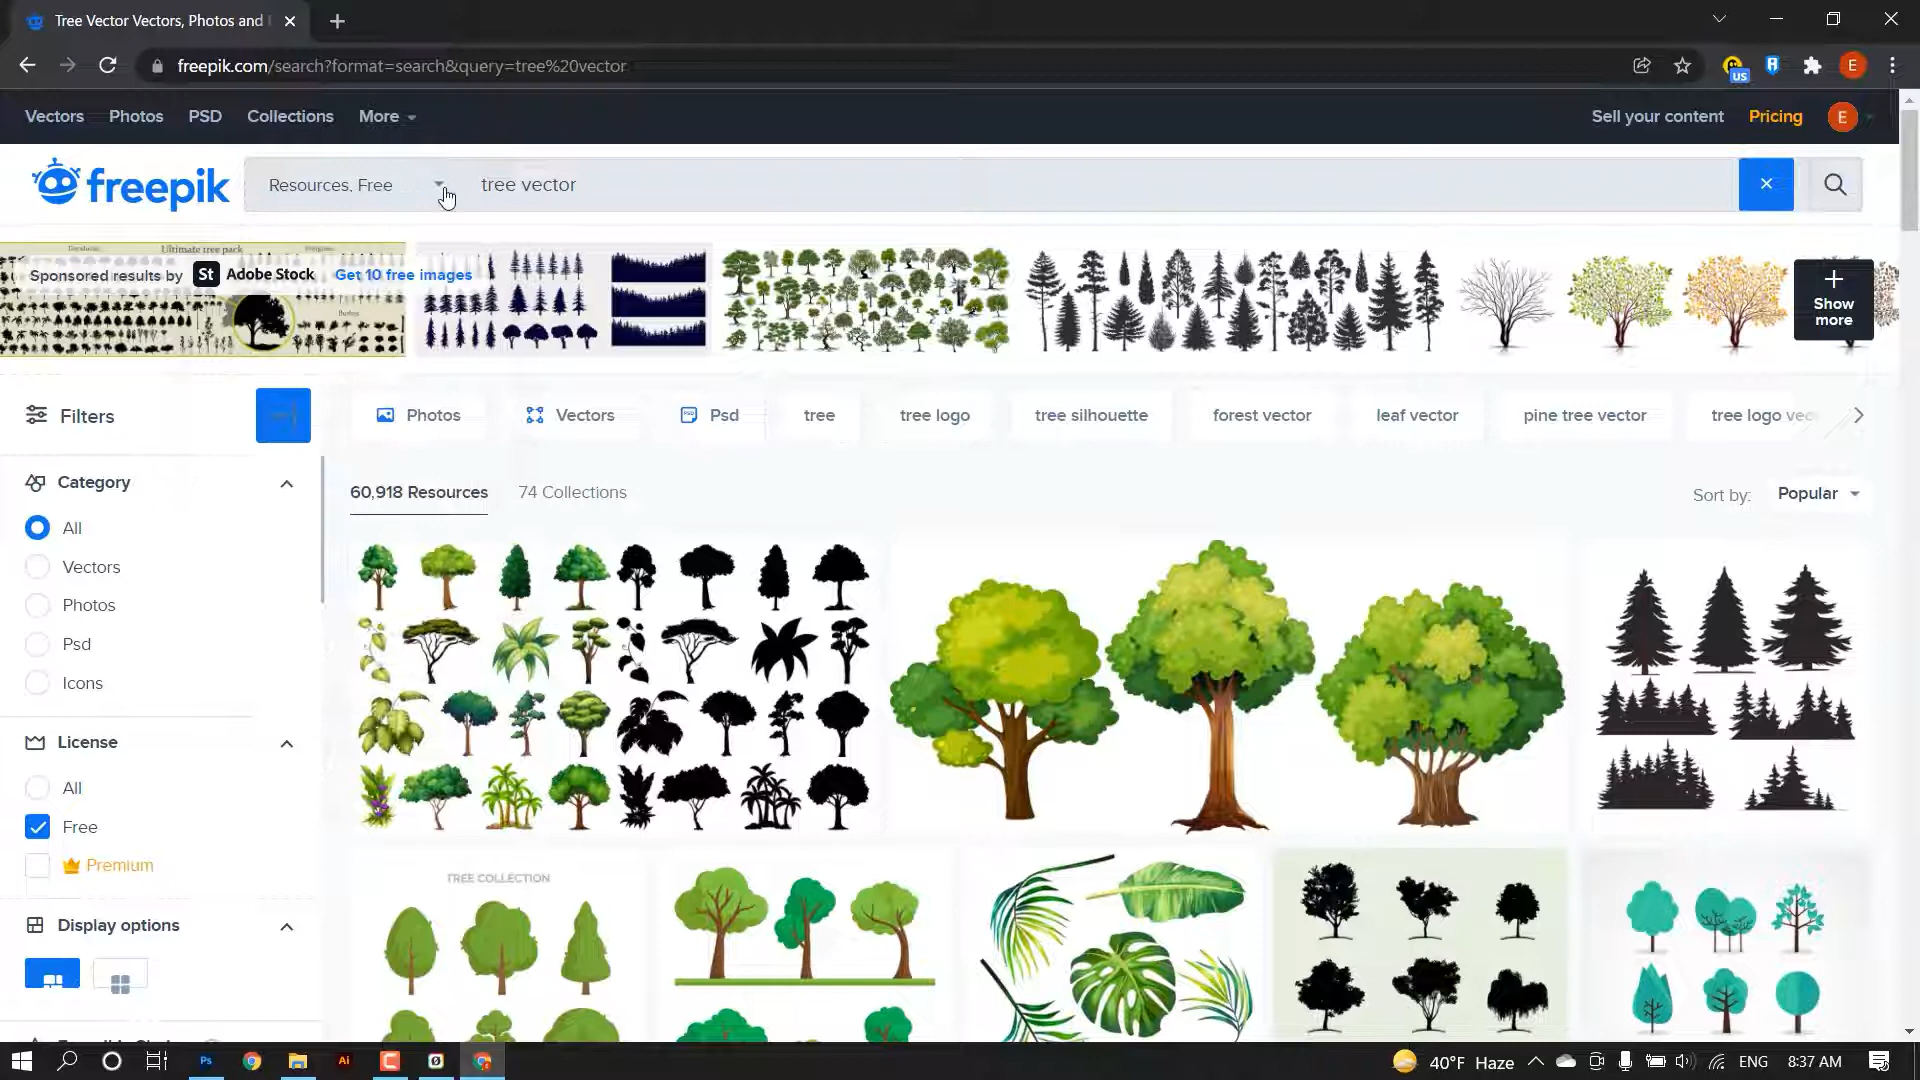 Tree Vector Vectors, Photos and
freepik.com/search?format=search&query=tree%20vector
us
E
Vectors Photos PSD Collections More Sell your content Pricing E
freepik Resources, Free tree vector
Ultimate tree pack
Sponsored results by St Adobe Stock Get 10 free images
Show
more
Filters Photos Vectors Psd tree tree logo tree silhouette forest vector leaf vector pine tree vector tree logo vec
Category
60,918 Resources 74 Collections Sort by: Popular
All
Vectors
Photos
Psd
Icons
License
All
Free
Premium
TREE COLLECTION
Display options
Ps Ai 40°F Haze ENG 8:37 AM